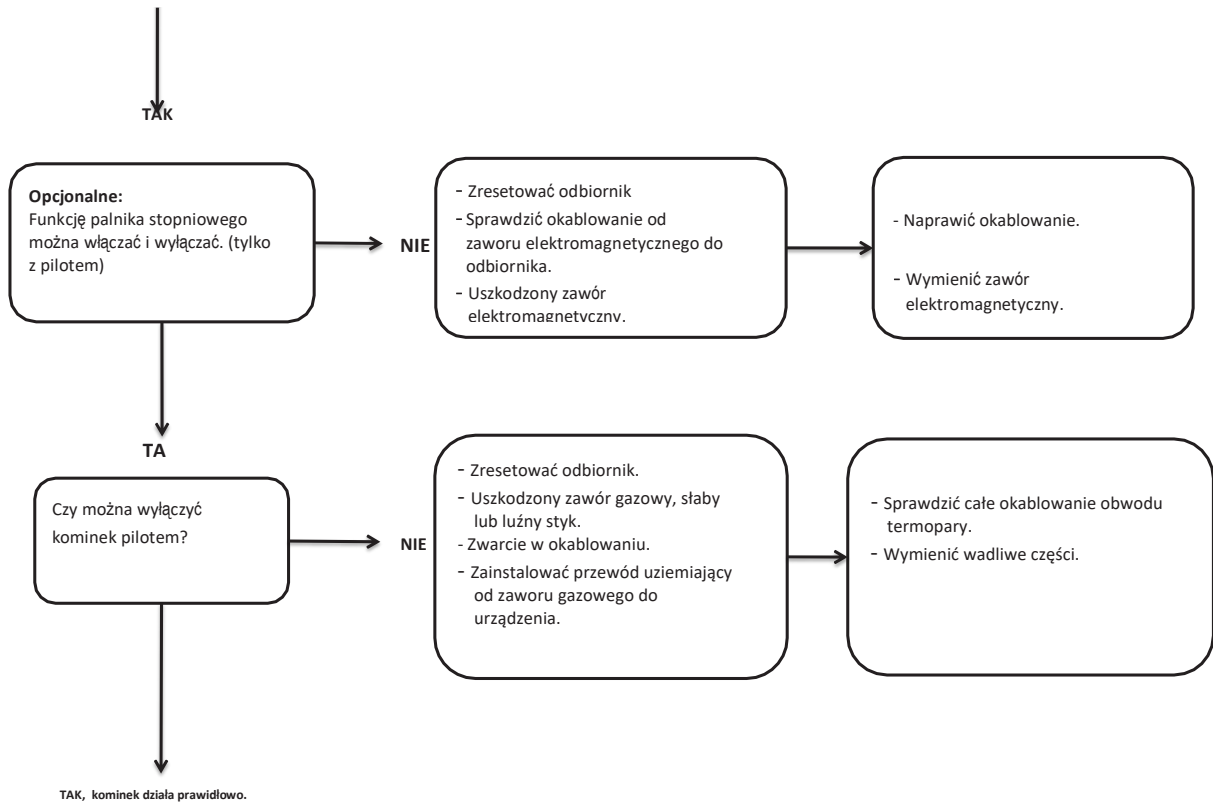 TAK
Opcjonalne:
Funkcję palnika stopniowego
można włączać i wyłączać. (tylko
z pilotem)
NIE
- Zresetować odbiornik
- Sprawdzić okablowanie od
zaworu elektromagnetycznego do
odbiornika.
- Uszkodzony zawór
elektromagnetyczny.
- Naprawić okablowanie.
- Wymienić zawór
elektromagnetyczny.
TA
Czy można wyłączyć
kominek pilotem?
NIE
- Zresetować odbiornik.
- Uszkodzony zawór gazowy, słaby
lub luźny styk.
- Zwarcie w okablowaniu.
- Zainstalować przewód uziemiający
od zaworu gazowego do
urządzenia.
- Sprawdzić całe okablowanie obwodu
termopary.
- Wymienić wadliwe części.
TAK, kominek działa prawidłowo.